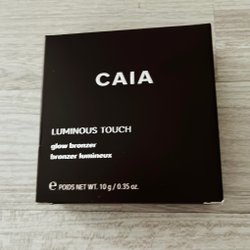 CAIA
LUMINOUS TOUCH
glow bronzer
bronzer lumineux
℮ POIDS NET WT. 10 g / 0.35 oz.